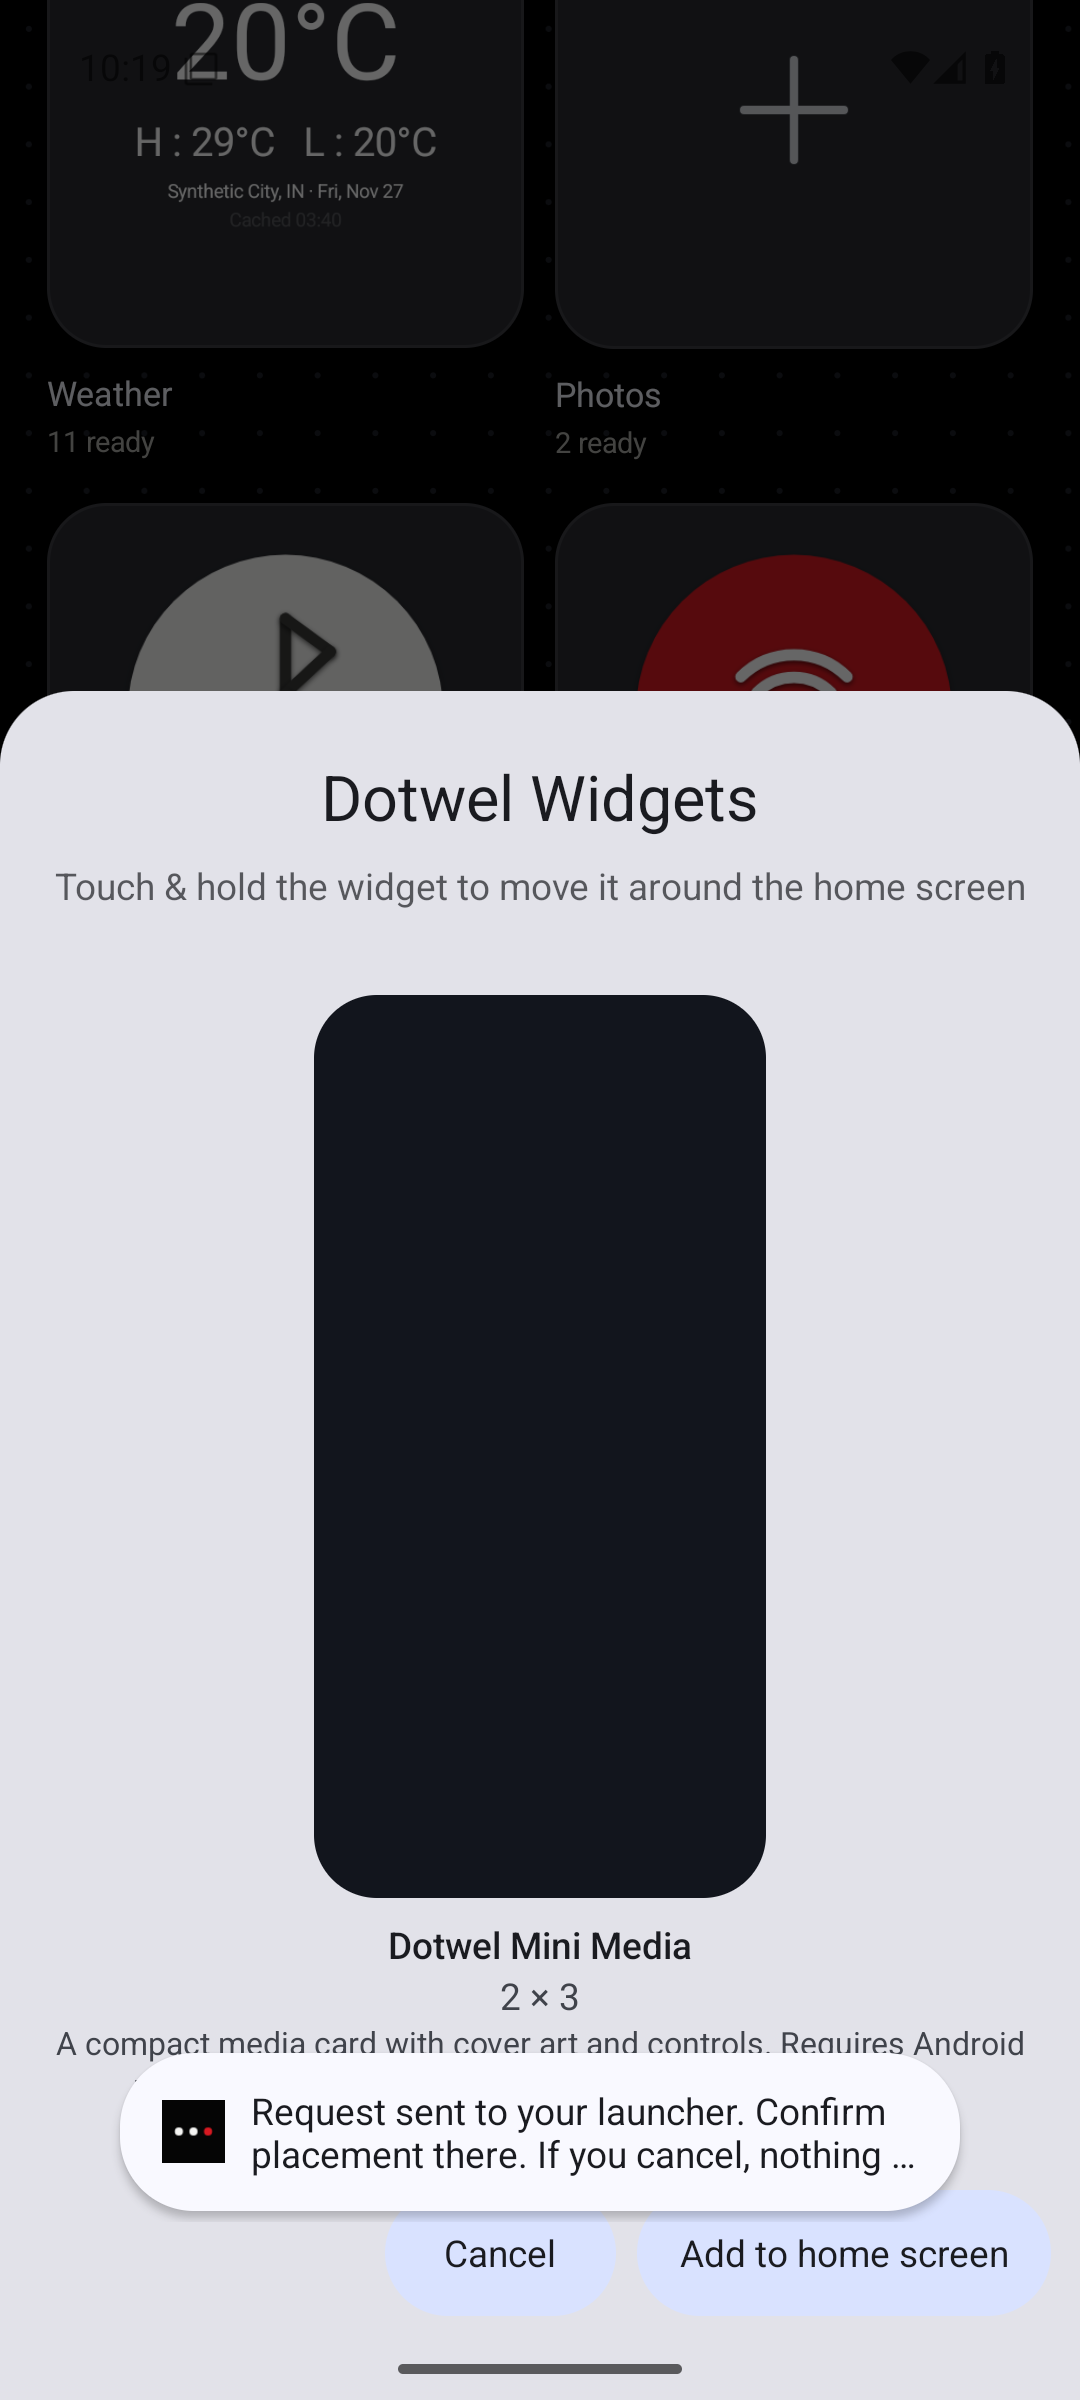 20°C
10:19
H : 29°C L : 20°C
Synthetic City, IN · Fri, Nov 27
Cached 03:40
Weather
11 ready
Photos
2 ready
Dotwel Widgets
Touch & hold the widget to move it around the home screen
Dotwel Mini Media
2 × 3
A compact media card with cover art and controls. Requires Android
Request sent to your launcher. Confirm
placement there. If you cancel, nothing ...
Cancel
Add to home screen